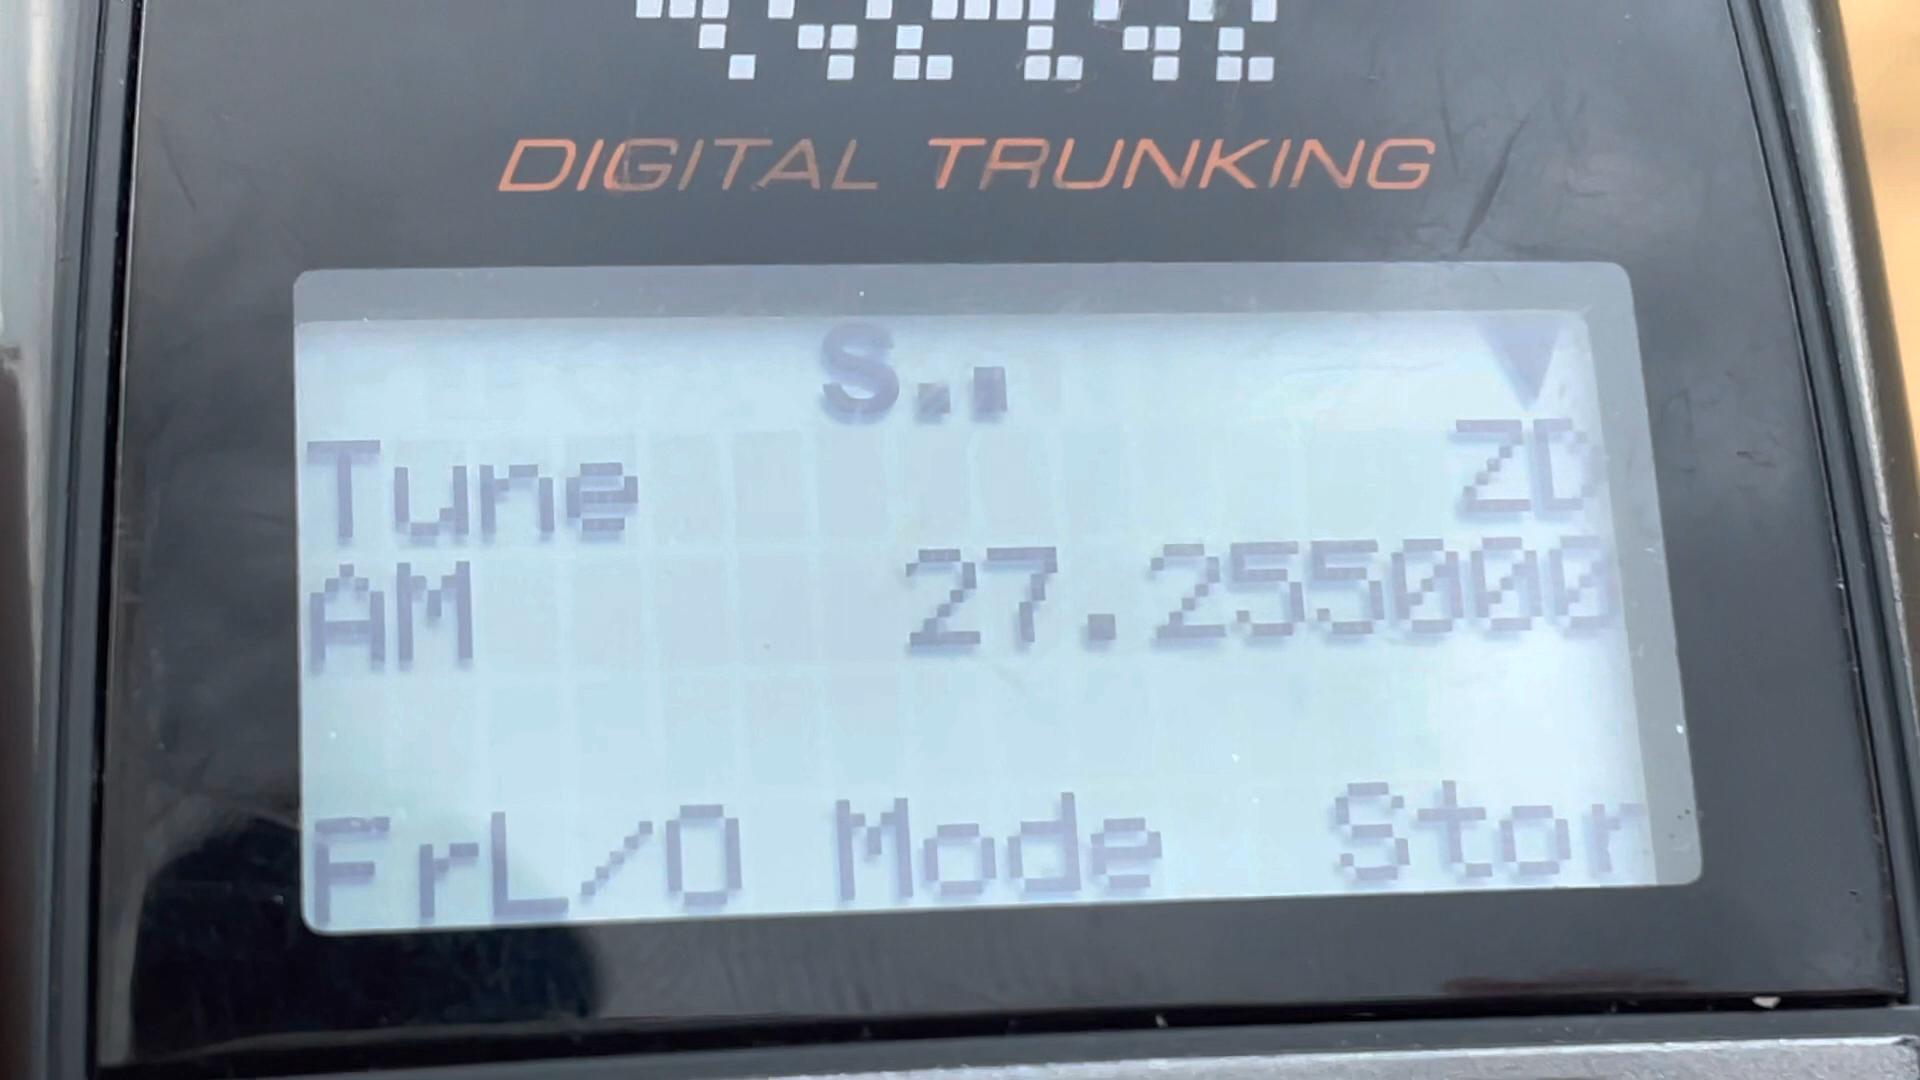 DIGITAL TRUNKING
S
Tune ZD
AM 27.255000
FrL/O Mode Stor